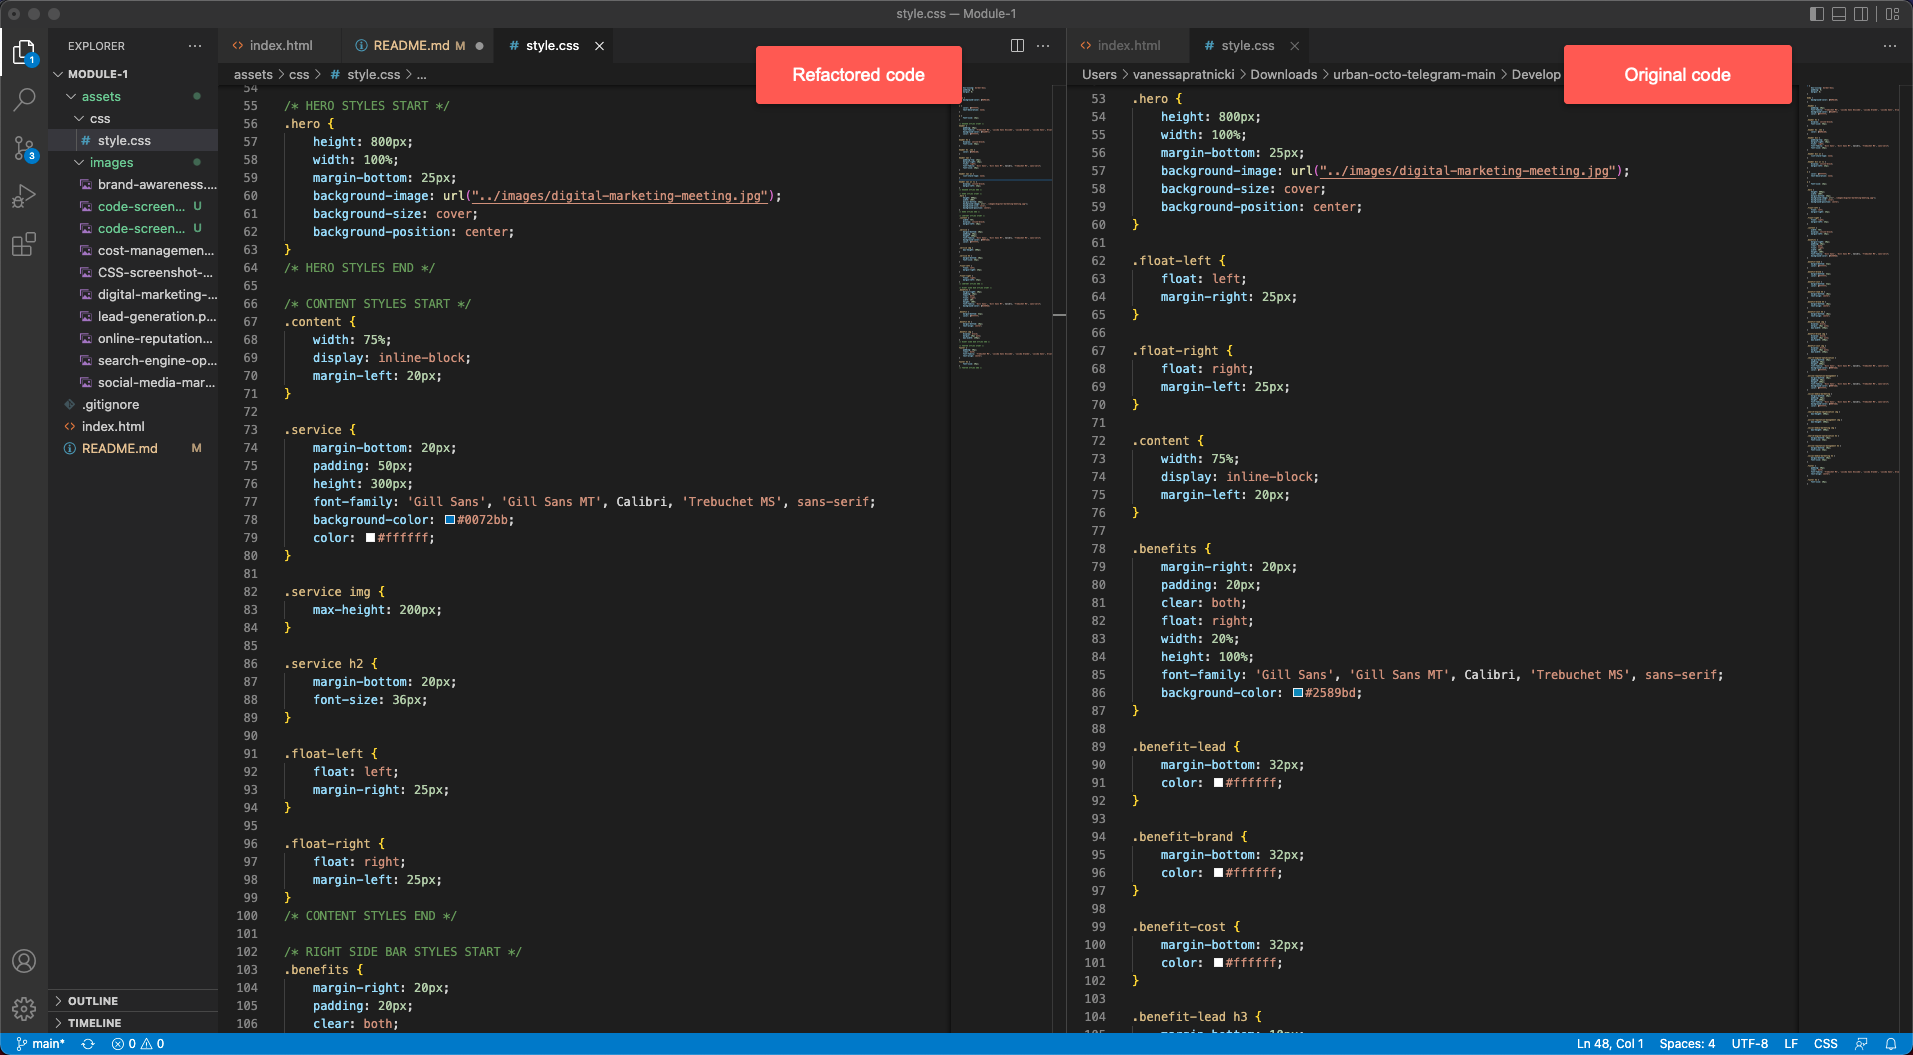 style.css — Module-1
EXPLORER
MODULE-1
assets
css
# style.css
images
brand-awareness....
code-screen... U
code-screen... U
cost-managemen...
CSS-screenshot-...
digital-marketing-...
lead-generation.p...
online-reputation...
search-engine-op...
social-media-mar...
.gitignore
index.html
README.md M
OUTLINE
TIMELINE
1
3
index.html
README.md M
# style.css
assets > css > # style.css > ...
Refactored code
54
55 /* HERO STYLES START */
56 .hero {
57 height: 800px;
58 width: 100%;
59 margin-bottom: 25px;
60 background-image: url("../images/digital-marketing-meeting.jpg");
61 background-size: cover;
62 background-position: center;
63 }
64 /* HERO STYLES END */
65
66 /* CONTENT STYLES START */
67 .content {
68 width: 75%;
69 display: inline-block;
70 margin-left: 20px;
71 }
72
73 .service {
74 margin-bottom: 20px;
75 padding: 50px;
76 height: 300px;
77 font-family: 'Gill Sans', 'Gill Sans MT', Calibri, 'Trebuchet MS', sans-serif;
78 background-color: #0072bb;
79 color: #ffffff;
80 }
81
82 .service img {
83 max-height: 200px;
84 }
85
86 .service h2 {
87 margin-bottom: 20px;
88 font-size: 36px;
89 }
90
91 .float-left {
92 float: left;
93 margin-right: 25px;
94 }
95
96 .float-right {
97 float: right;
98 margin-left: 25px;
99 }
100 /* CONTENT STYLES END */
101
102 /* RIGHT SIDE BAR STYLES START */
103 .benefits {
104 margin-right: 20px;
105 padding: 20px;
106 clear: both;
index.html
# style.css
Users > vanessapratnicki > Downloads > urban-octo-telegram-main > Develop
Original code
53 .hero {
54 height: 800px;
55 width: 100%;
56 margin-bottom: 25px;
57 background-image: url("../images/digital-marketing-meeting.jpg");
58 background-size: cover;
59 background-position: center;
60 }
61
62 .float-left {
63 float: left;
64 margin-right: 25px;
65 }
66
67 .float-right {
68 float: right;
69 margin-left: 25px;
70 }
71
72 .content {
73 width: 75%;
74 display: inline-block;
75 margin-left: 20px;
76 }
77
78 .benefits {
79 margin-right: 20px;
80 padding: 20px;
81 clear: both;
82 float: right;
83 width: 20%;
84 height: 100%;
85 font-family: 'Gill Sans', 'Gill Sans MT', Calibri, 'Trebuchet MS', sans-serif;
86 background-color: #2589bd;
87 }
88
89 .benefit-lead {
90 margin-bottom: 32px;
91 color: #ffffff;
92 }
93
94 .benefit-brand {
95 margin-bottom: 32px;
96 color: #ffffff;
97 }
98
99 .benefit-cost {
100 margin-bottom: 32px;
101 color: #ffffff;
102 }
103
104 .benefit-lead h3 {
main* 0 0
Ln 48, Col 1 Spaces: 4 UTF-8 LF CSS